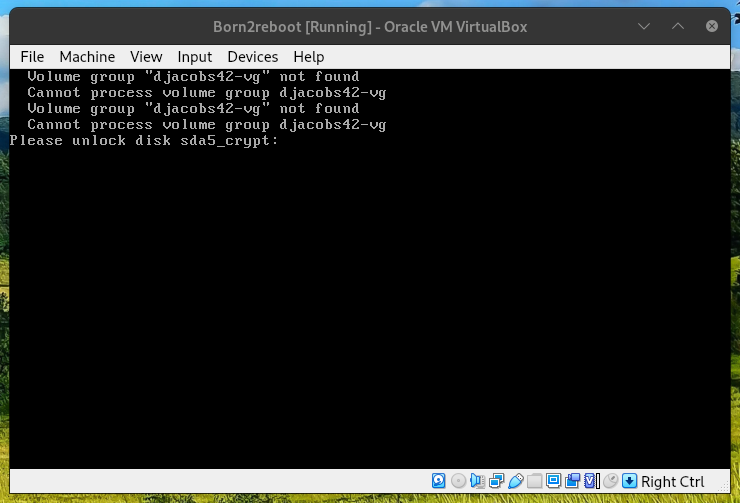 Born2reboot [Running] - Oracle VM VirtualBox
File Machine View Input Devices Help
Volume group "djacobs42-vg" not found
Cannot process volume group djacobs42-vg
Volume group "djacobs42-vg" not found
Cannot process volume group djacobs42-vg
Please unlock disk sda5_crypt:
Right Ctrl